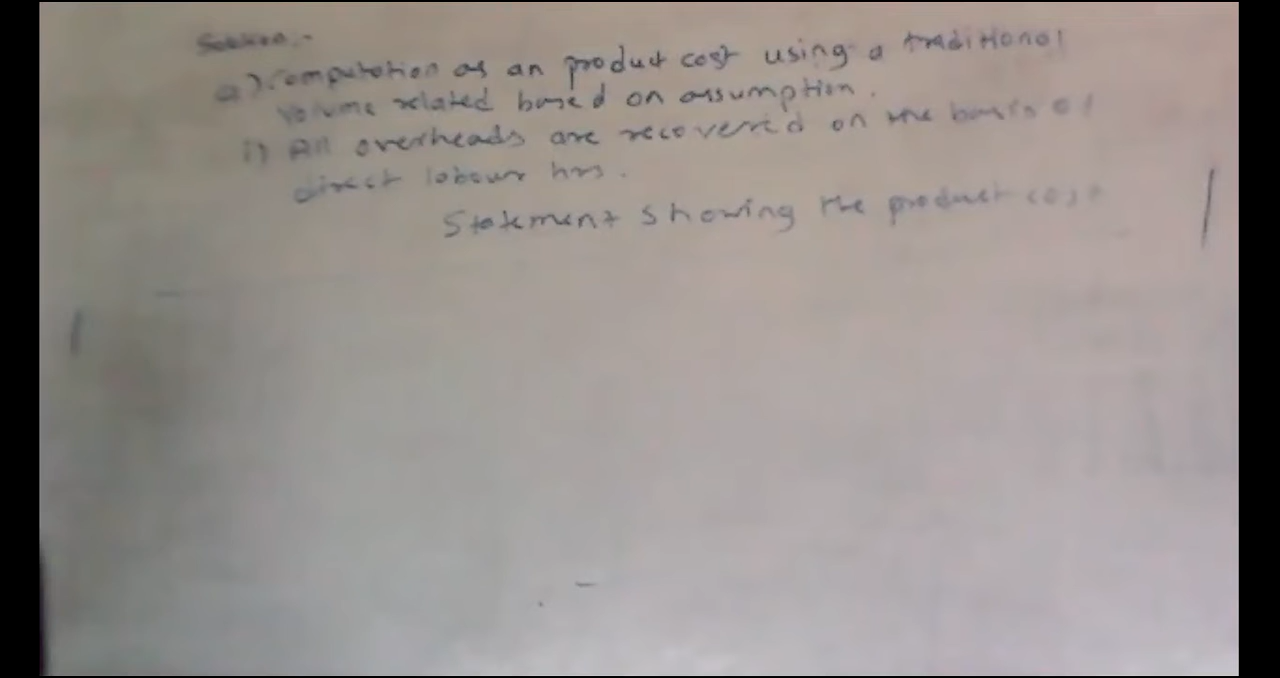 Solution:-
a) Computation as an product cost using a traditional
volume related based on assumption.
i) All overheads are recovered on the basis of
direct labour hrs.
Statement showing the product cost